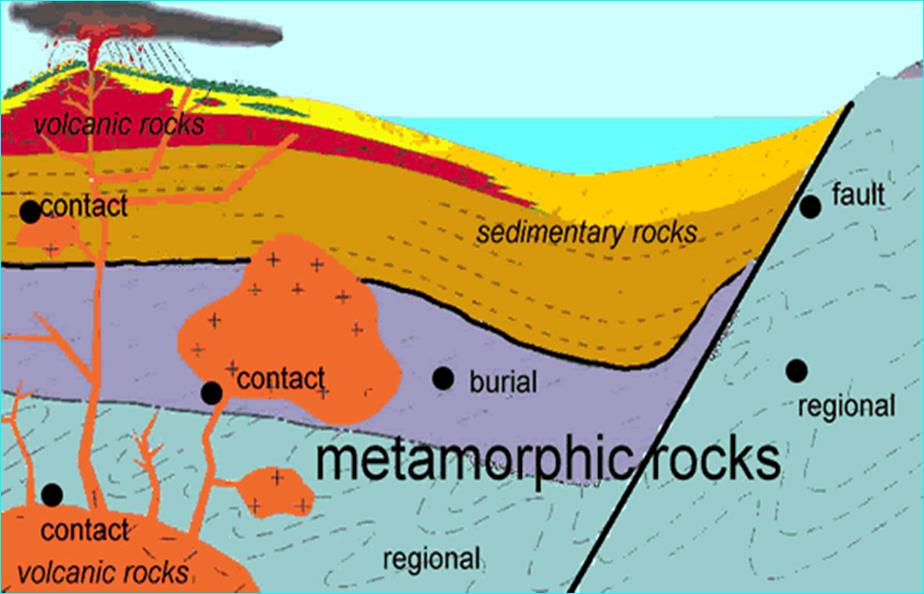 volcanic rocks
contact
fault
sedimentary rocks
contact
burial
regional
metamorphic rocks
contact
regional
volcanic rocks